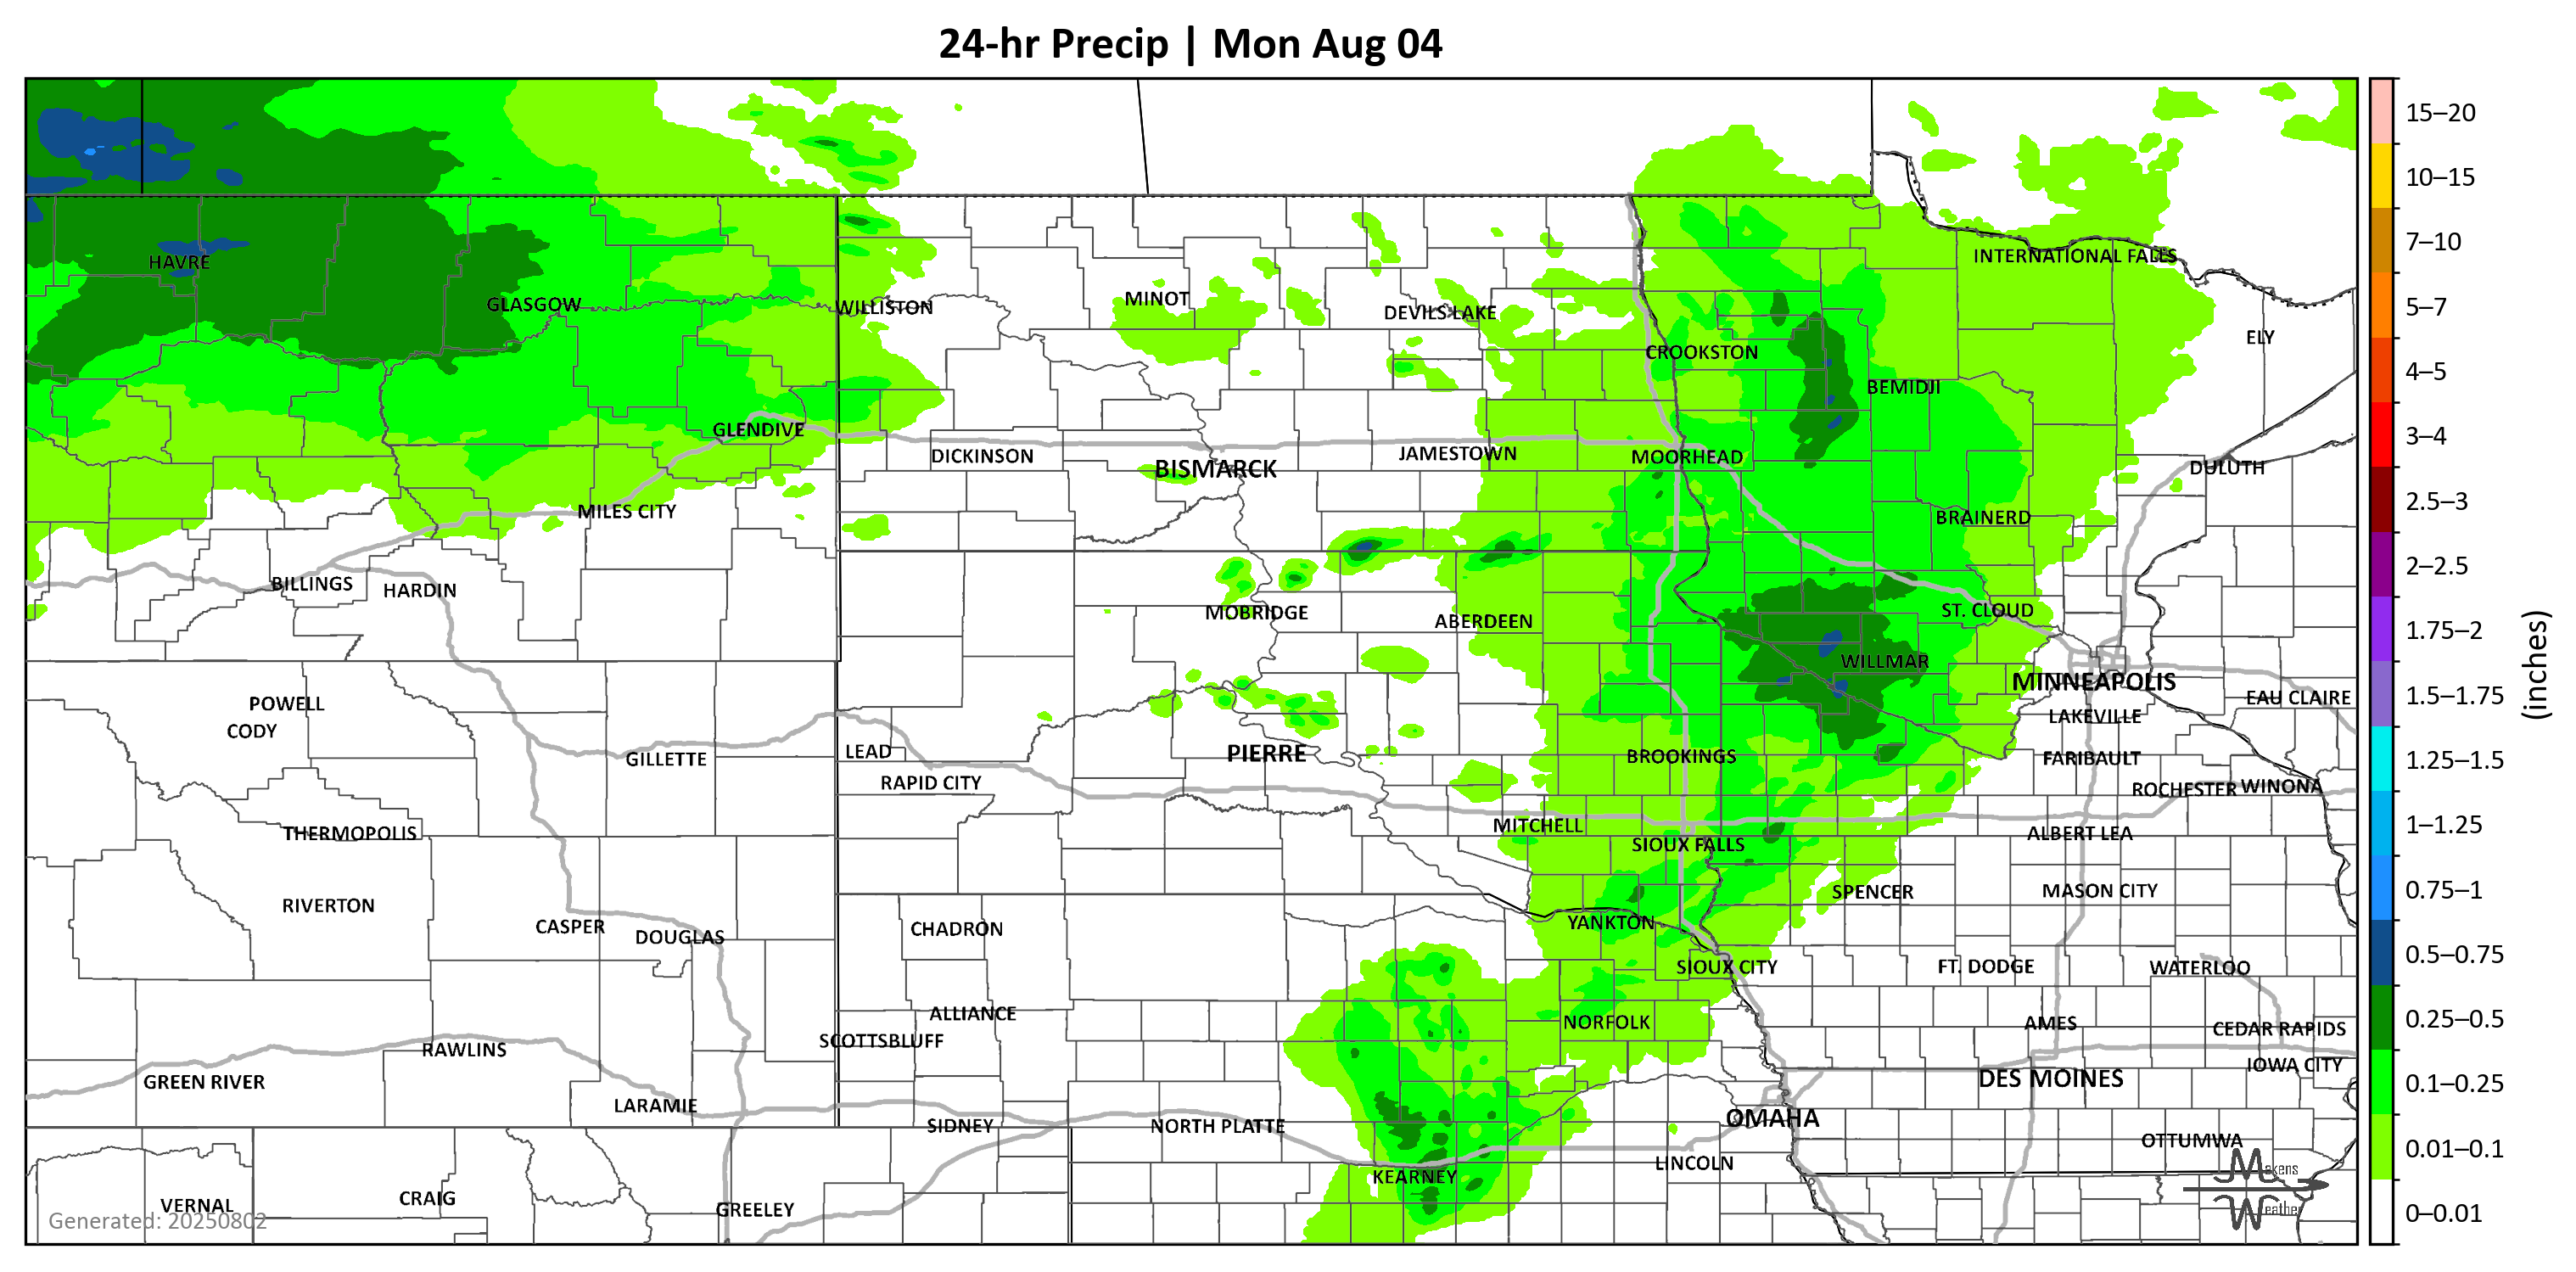 24-hr Precip | Mon Aug 04
15–20
10–15
7–10
5–7
4–5
3–4
2.5–3
2–2.5
1.75–2
1.5–1.75
1.25–1.5
1–1.25
0.75–1
0.5–0.75
0.25–0.5
0.1–0.25
0.01–0.1
0–0.01
(inches)
HAVRE
INTERNATIONAL FALLS
GLASGOW
WILLISTON
MINOT
DEVILS LAKE
ELY
CROOKSTON
BEMIDJI
GLENDIVE
DICKINSON
BISMARCK
JAMESTOWN
MOORHEAD
DULUTH
MILES CITY
BRAINERD
BILLINGS
HARDIN
MOBRIDGE
ABERDEEN
ST. CLOUD
WILLMAR
MINNEAPOLIS
POWELL
EAU CLAIRE
CODY
LAKEVILLE
GILLETTE
LEAD
PIERRE
BROOKINGS
FARIBAULT
RAPID CITY
ROCHESTER
WINONA
THERMOPOLIS
MITCHELL
ALBERT LEA
SIOUX FALLS
RIVERTON
SPENCER
MASON CITY
CASPER
DOUGLAS
CHADRON
YANKTON
SIOUX CITY
FT. DODGE
WATERLOO
ALLIANCE
NORFOLK
AMES
CEDAR RAPIDS
SCOTTSBLUFF
RAWLINS
IOWA CITY
GREEN RIVER
DES MOINES
LARAMIE
SIDNEY
NORTH PLATTE
OMAHA
OTTUMWA
KEARNEY
LINCOLN
VERNAL
CRAIG
GREELEY
Generated: 20250802
Makens
Weather